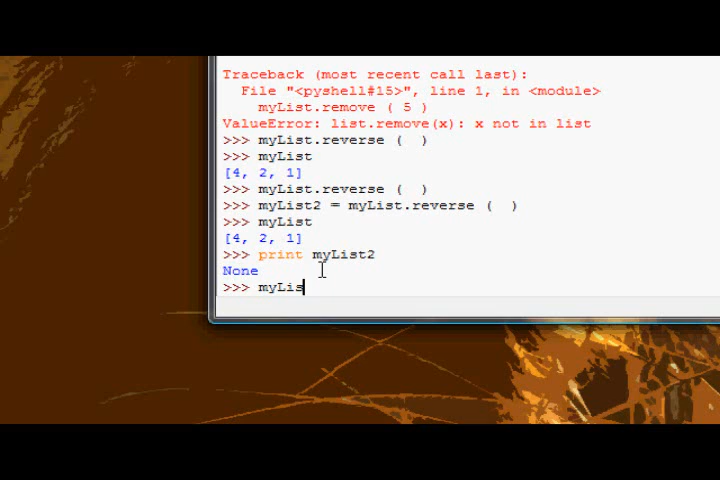 Traceback (most recent call last):
File "<pyshell#15>", line 1, in <module>
myList.remove ( 5 )
ValueError: list.remove(x): x not in list
>>> myList.reverse (  )
>>> myList
[4, 2, 1]
>>> myList.reverse (  )
>>> myList2 = myList.reverse (  )
>>> myList
[4, 2, 1]
>>> print myList2
None
>>> myLis